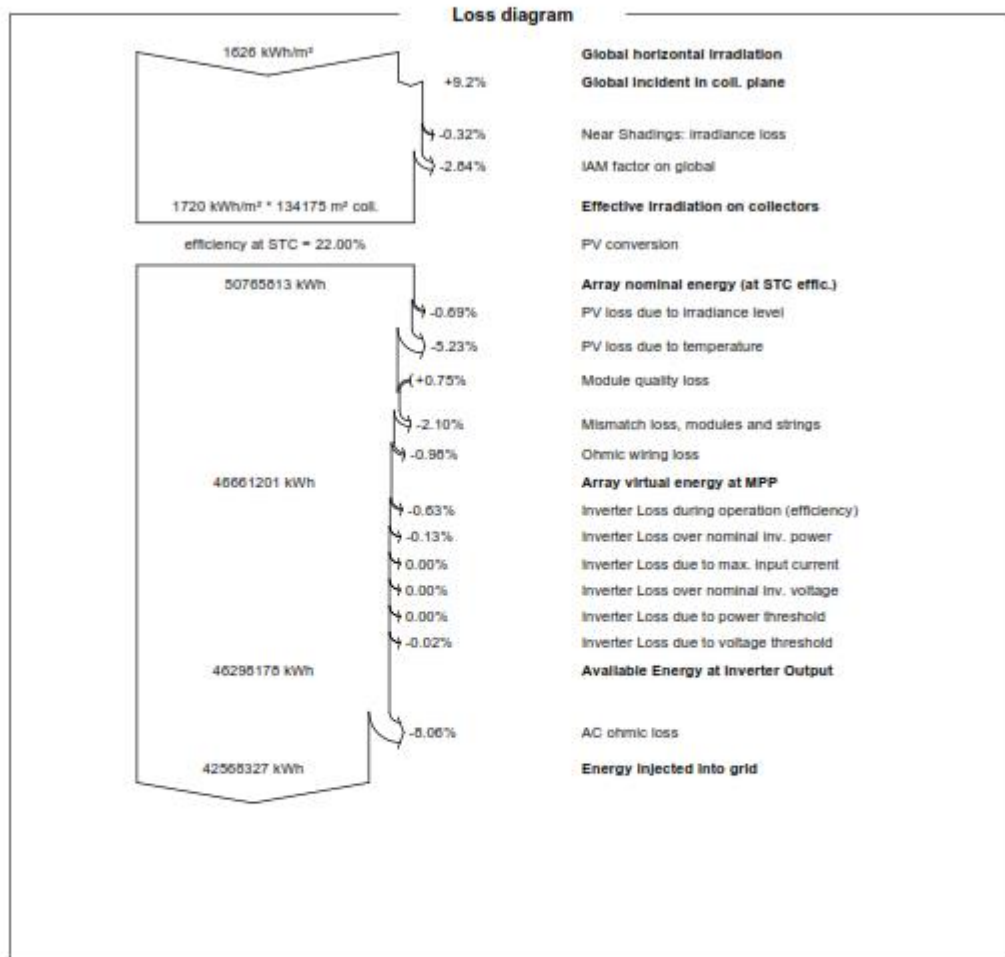 Loss diagram
1626 kWh/m² Global horizontal irradiation
+9.2% Global incident in coll. plane
-0.32% Near Shadings: irradiance loss
-2.84% IAM factor on global
1720 kWh/m² * 134175 m² coll. Effective irradiation on collectors
efficiency at STC = 22.00% PV conversion
50765813 kWh Array nominal energy (at STC effic.)
-0.69% PV loss due to irradiance level
-5.23% PV loss due to temperature
+0.75% Module quality loss
-2.10% Mismatch loss, modules and strings
-0.98% Ohmic wiring loss
46661201 kWh Array virtual energy at MPP
-0.63% Inverter Loss during operation (efficiency)
-0.13% Inverter Loss over nominal inv. power
0.00% Inverter Loss due to max. input current
0.00% Inverter Loss over nominal inv. voltage
0.00% Inverter Loss due to power threshold
-0.02% Inverter Loss due to voltage threshold
46298178 kWh Available Energy at Inverter Output
-8.06% AC ohmic loss
42568327 kWh Energy injected into grid